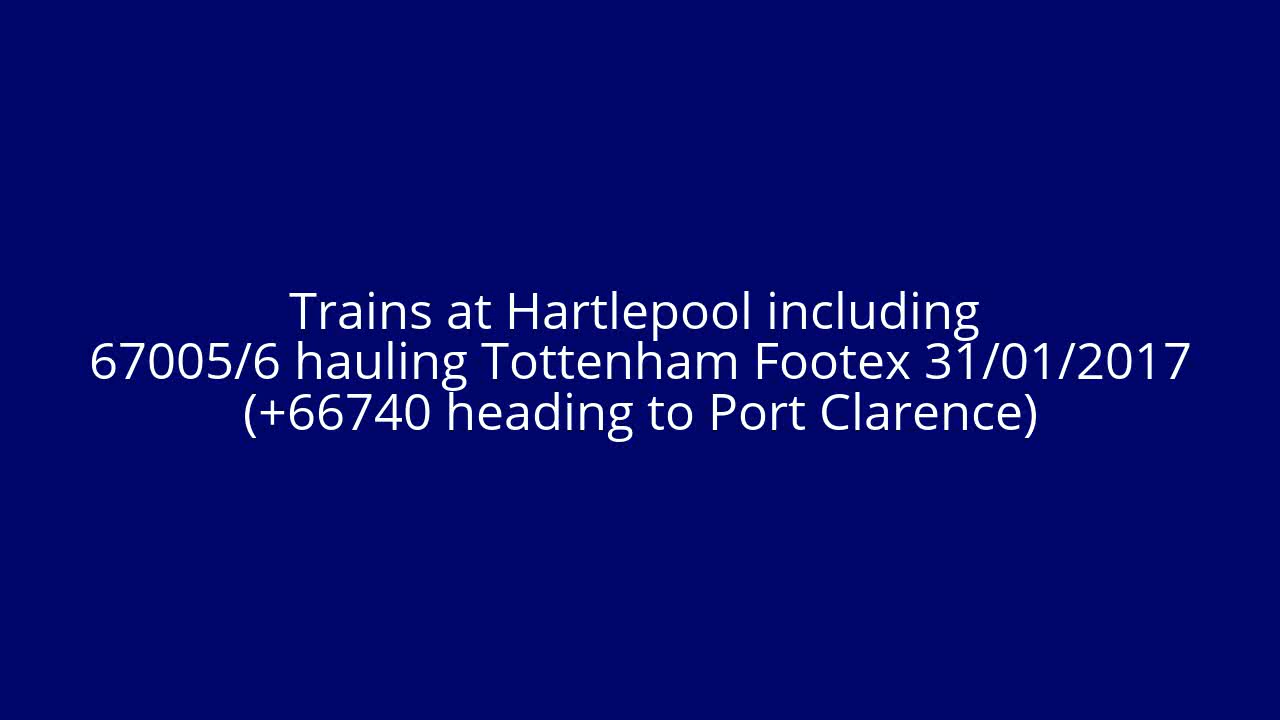 Trains at Hartlepool including
67005/6 hauling Tottenham Footex 31/01/2017
(+66740 heading to Port Clarence)